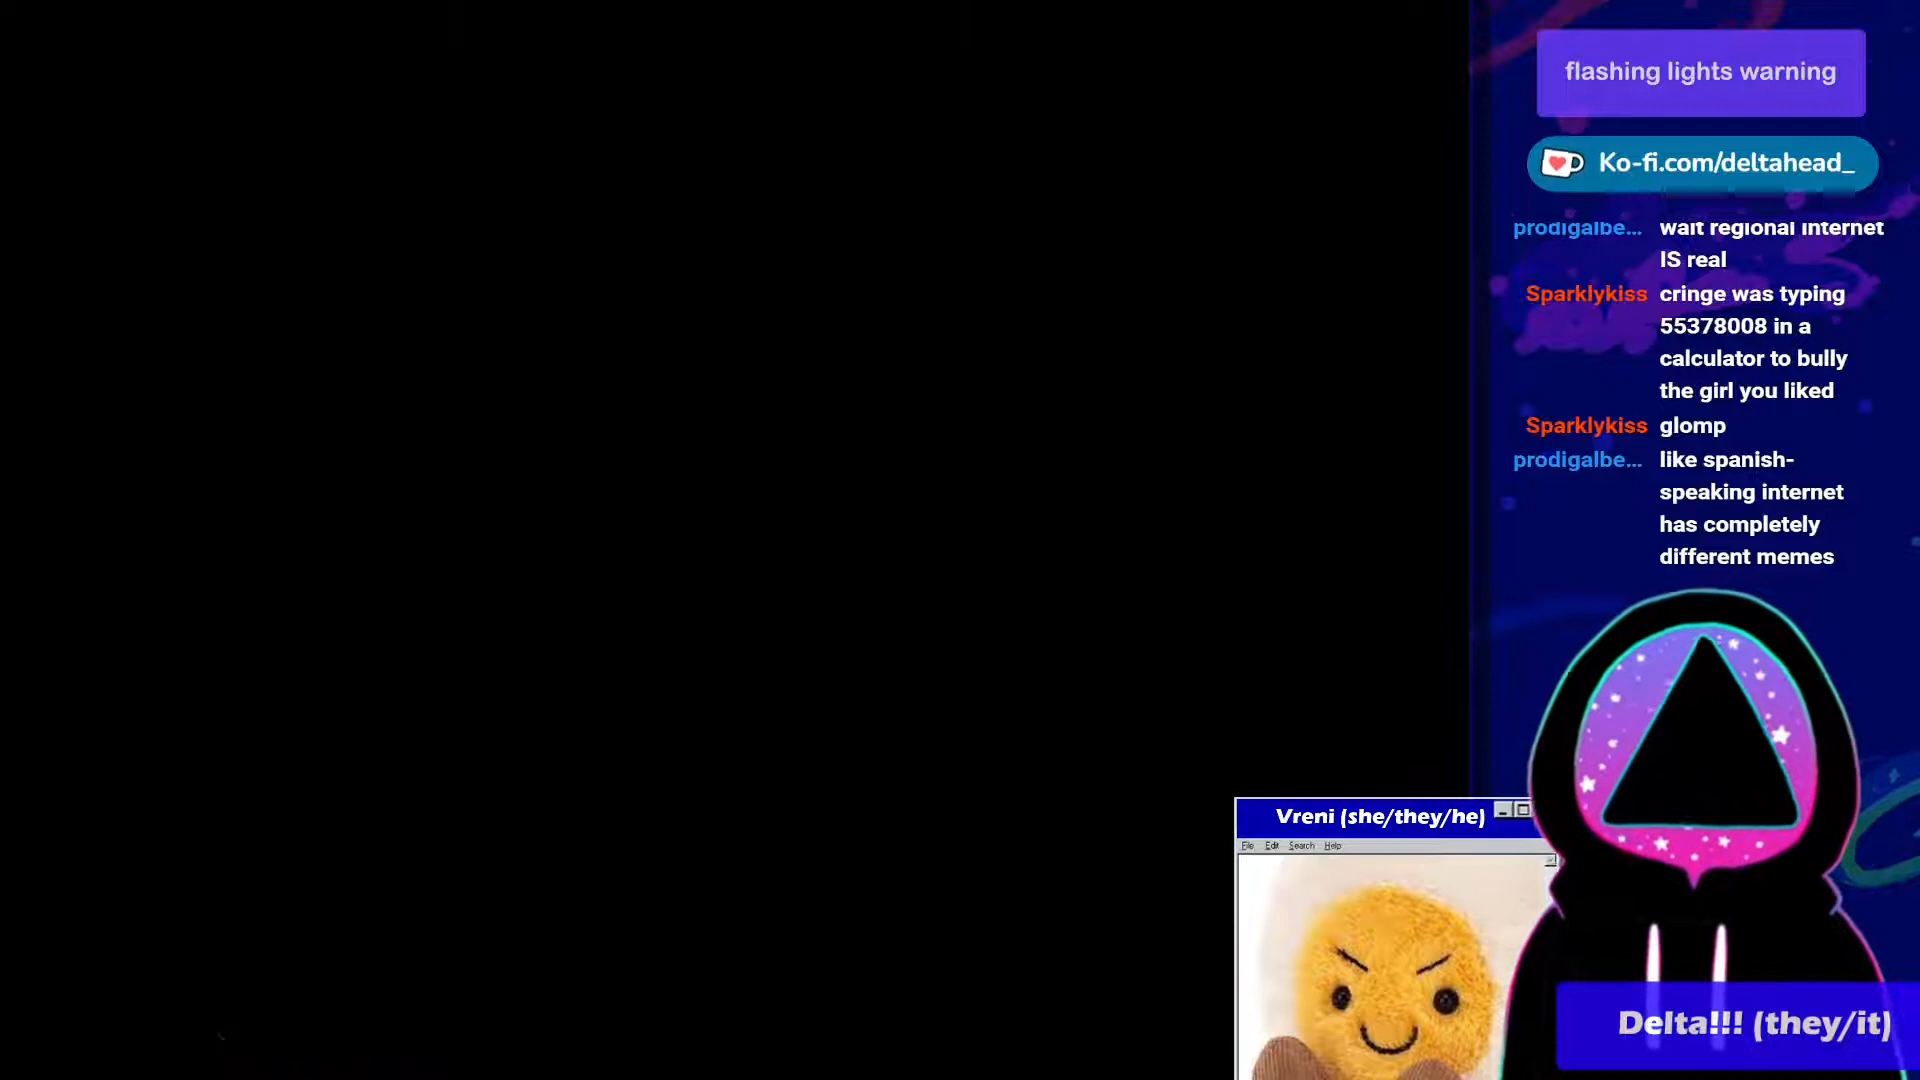 flashing lights warning
Ko-fi.com/deltahead_
prodigalbe... wait regional internet
IS real
Sparklykiss cringe was typing
55378008 in a
calculator to bully
the girl you liked
Sparklykiss glomp
prodigalbe... like spanish-
speaking internet
has completely
different memes
Vreni (she/they/he)
File Edit Search Help
Delta!!! (they/it)